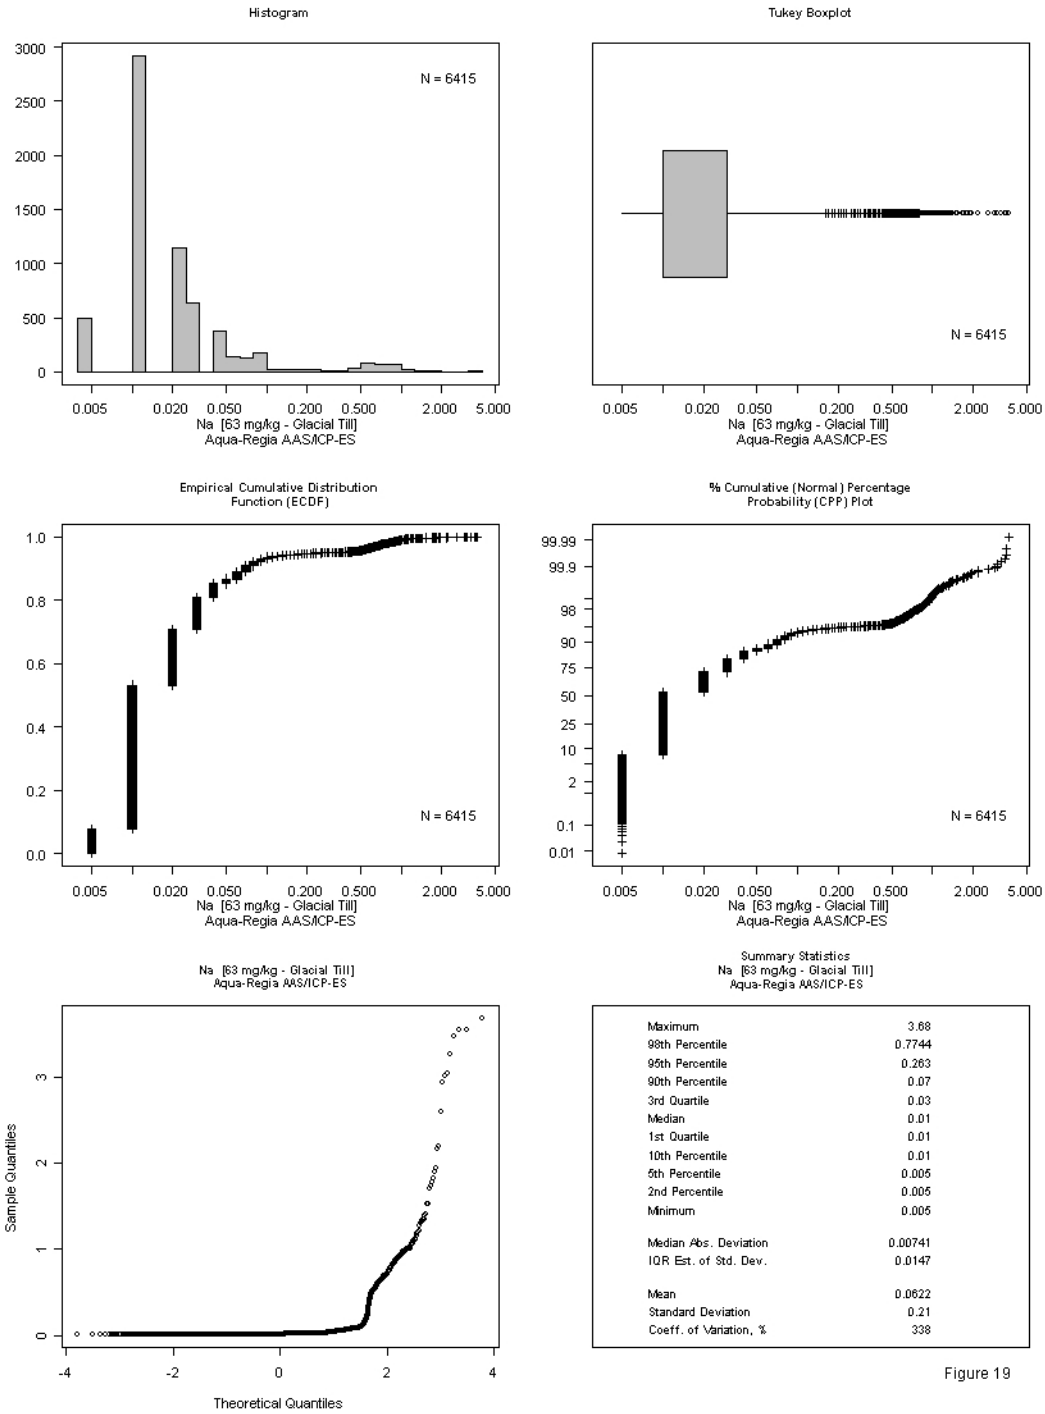 Histogram
3000
2500
2000
1500
1000
500
0
N = 6415
0.005 0.020 0.050 0.200 0.500 2.000 5.000
Na [63 mg/kg - Glacial Till]
Aqua-Regia AAS/ICP-ES
Tukey Boxplot
N = 6415
0.005 0.020 0.050 0.200 0.500 2.000 5.000
Na [63 mg/kg - Glacial Till]
Aqua-Regia AAS/ICP-ES
Empirical Cumulative Distribution
Function (ECDF)
1.0
0.8
0.6
0.4
0.2
0.0
N = 6415
0.005 0.020 0.050 0.200 0.500 2.000 5.000
Na [63 mg/kg - Glacial Till]
Aqua-Regia AAS/ICP-ES
% Cumulative (Normal) Percentage
Probability (CPP) Plot
99.99
99.9
98
90
75
50
25
10
2
0.1
0.01
N = 6415
0.005 0.020 0.050 0.200 0.500 2.000 5.000
Na [63 mg/kg - Glacial Till]
Aqua-Regia AAS/ICP-ES
Na [63 mg/kg - Glacial Till]
Aqua-Regia AAS/ICP-ES
Sample Quantiles
3
2
1
0
-4 -2 0 2 4
Theoretical Quantiles
Summary Statistics
Na [63 mg/kg - Glacial Till]
Aqua-Regia AAS/ICP-ES
Maximum 3.68
98th Percentile 0.7744
95th Percentile 0.263
90th Percentile 0.07
3rd Quartile 0.03
Median 0.01
1st Quartile 0.01
10th Percentile 0.01
5th Percentile 0.005
2nd Percentile 0.005
Minimum 0.005
Median Abs. Deviation 0.00741
IQR Est. of Std. Dev. 0.0147
Mean 0.0622
Standard Deviation 0.21
Coeff. of Variation, % 338
Figure 19